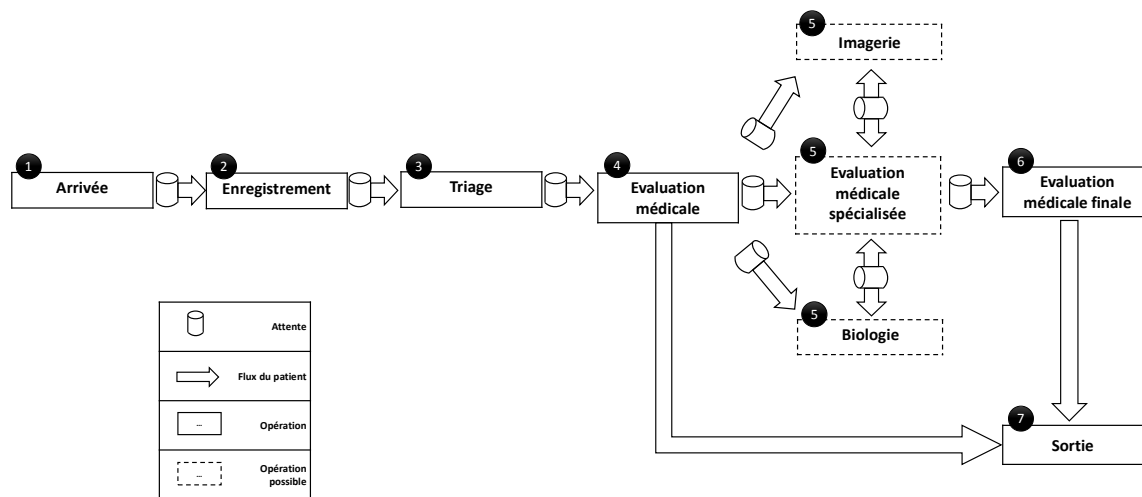 1
Arrivée
2
Enregistrement
3
Triage
4
Evaluation
médicale
5
Imagerie
5
Evaluation
médicale
spécialisée
5
Biologie
6
Evaluation
médicale finale
7
Sortie
Attente
Flux du patient
...
Opération
...
Opération
possible